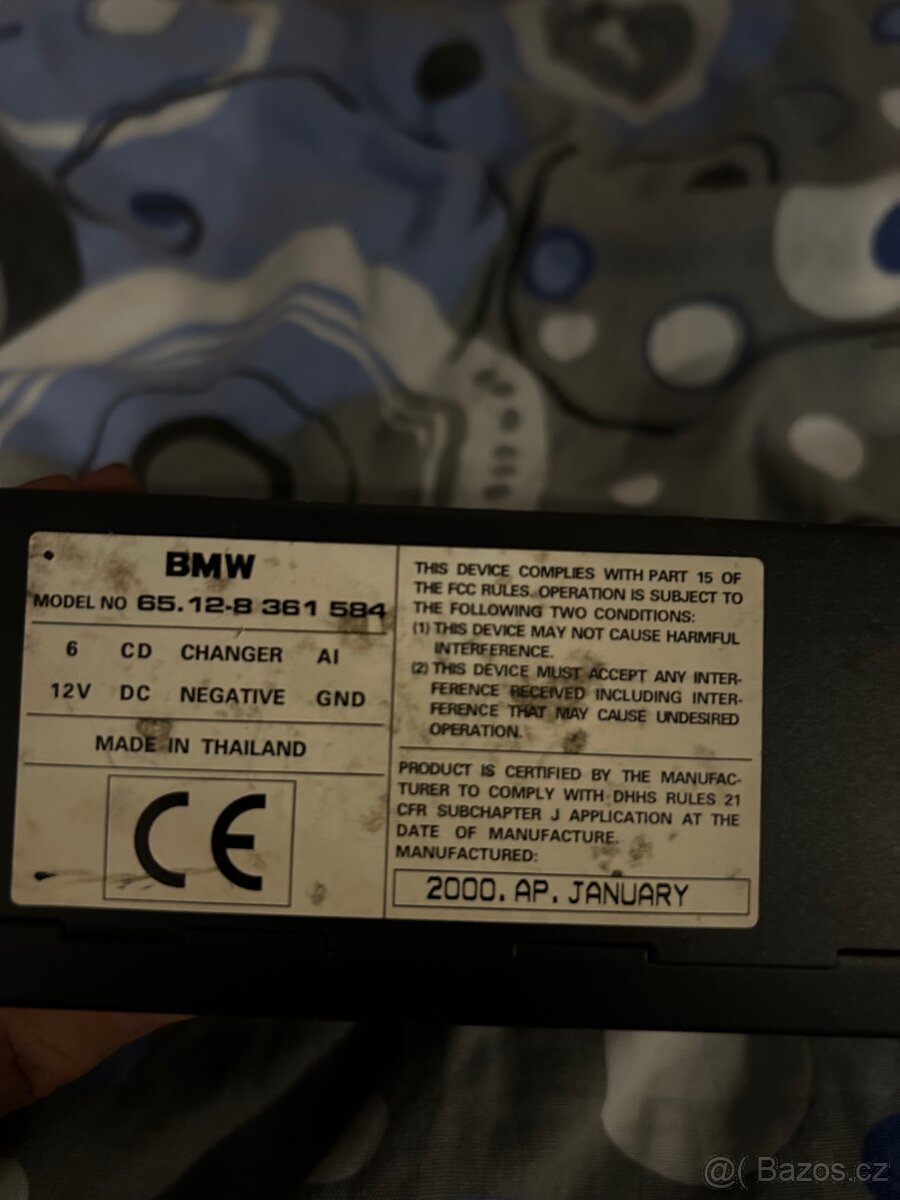 BMW
MODEL NO 65.12-8 361 584
6 CD CHANGER AI
12V DC NEGATIVE GND
MADE IN THAILAND
CE
THIS DEVICE COMPLIES WITH PART 15 OF
THE FCC RULES. OPERATION IS SUBJECT TO
THE FOLLOWING TWO CONDITIONS:
(1) THIS DEVICE MAY NOT CAUSE HARMFUL
INTERFERENCE.
(2) THIS DEVICE MUST ACCEPT ANY INTER-
FERENCE RECEIVED INCLUDING INTER-
FERENCE THAT MAY CAUSE UNDESIRED
OPERATION.
PRODUCT IS CERTIFIED BY THE MANUFAC-
TURER TO COMPLY WITH DHHS RULES 21
CFR SUBCHAPTER J APPLICATION AT THE
DATE OF MANUFACTURE.
MANUFACTURED:
2000. AP. JANUARY
@( Bazos.cz